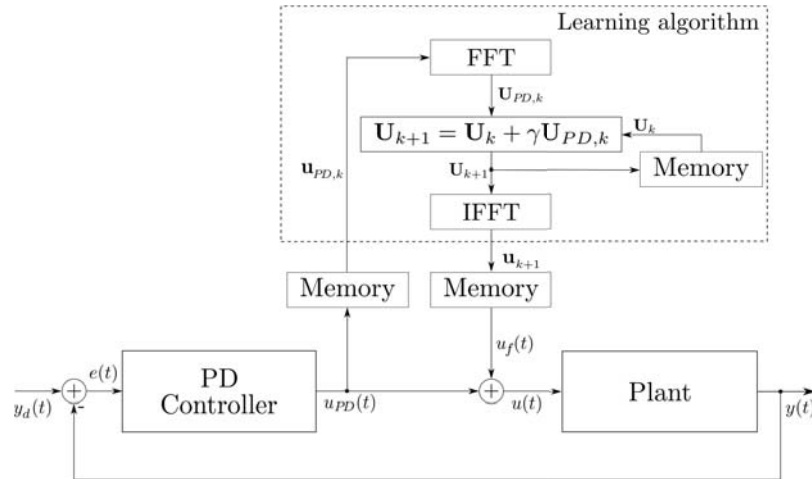 Learning algorithm
FFT
U_{PD,k}
U_{k+1} = U_k + γU_{PD,k}
U_k
u_{PD,k}
U_{k+1}
Memory
IFFT
u_{k+1}
Memory
Memory
u_f(t)
e(t)
PD
Controller
Plant
+
+
y_d(t)
-
u_{PD}(t)
u(t)
y(t)